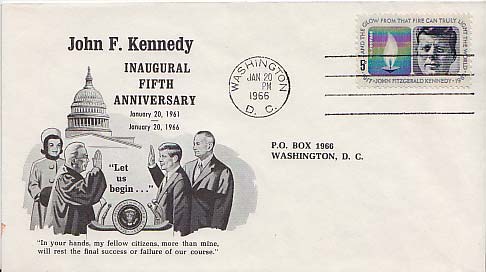 John F. Kennedy
INAUGURAL
FIFTH
ANNIVERSARY
January 20, 1961
—
January 20, 1966
"Let
us
begin . . ."
"In your hands, my fellow citizens, more than mine,
will rest the final success or failure of our course."
WASHINGTON
JAN 20
PM
1966
D. C.
AND THE GLOW FROM THAT FIRE CAN TRULY LIGHT THE WORLD
5¢
JOHN FITZGERALD KENNEDY
P.O. BOX 1966
WASHINGTON, D. C.